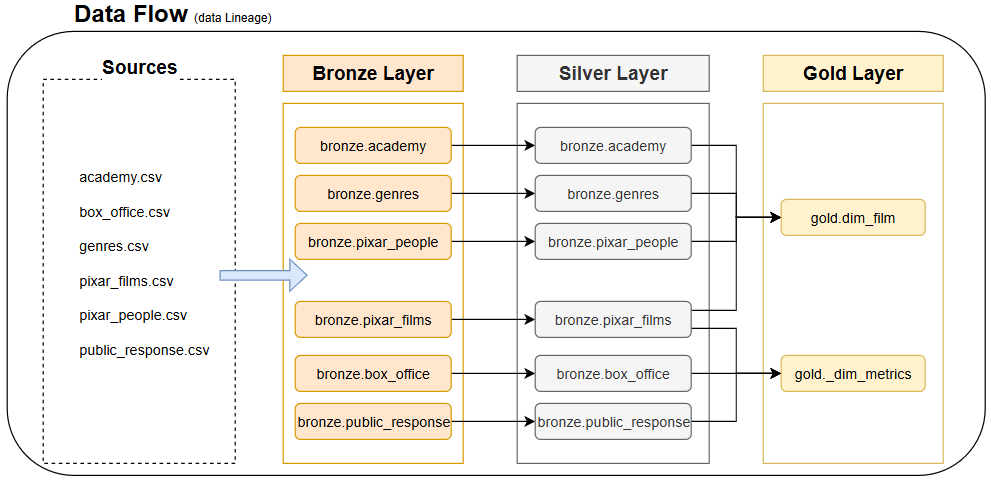 Data Flow (data Lineage)
Sources
academy.csv
box_office.csv
genres.csv
pixar_films.csv
pixar_people.csv
public_response.csv
Bronze Layer
bronze.academy
bronze.genres
bronze.pixar_people
bronze.pixar_films
bronze.box_office
bronze.public_response
Silver Layer
bronze.academy
bronze.genres
bronze.pixar_people
bronze.pixar_films
bronze.box_office
bronze.public_response
Gold Layer
gold.dim_film
gold._dim_metrics